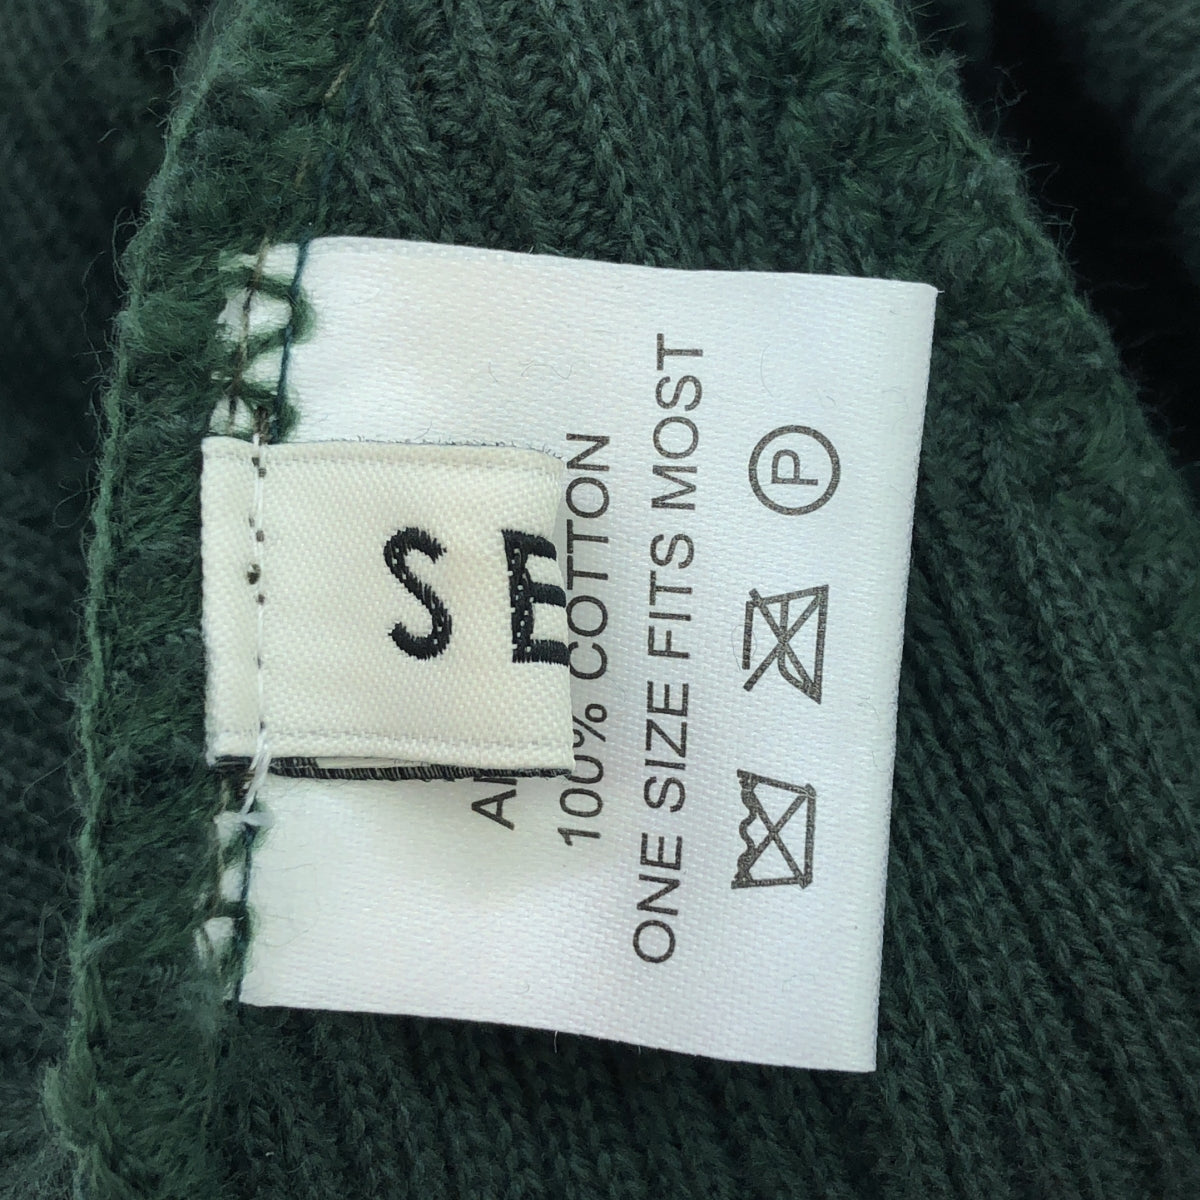 SE
100% COTTON
ONE SIZE FITS MOST
P